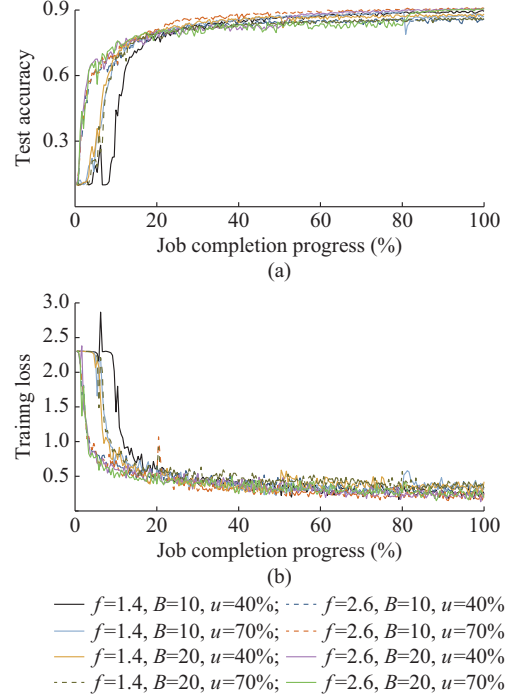 0.9
0.6
0.3
Test accuracy
0 20 40 60 80 100
Job completion progress (%)
(a)
3.0
2.5
2.0
1.5
1.0
0.5
Trainng loss
0 20 40 60 80 100
Job completion progress (%)
(b)
f=1.4, B=10, u=40%; f=2.6, B=10, u=40%
f=1.4, B=10, u=70%; f=2.6, B=10, u=70%
f=1.4, B=20, u=40%; f=2.6, B=20, u=40%
f=1.4, B=20, u=70%; f=2.6, B=20, u=70%